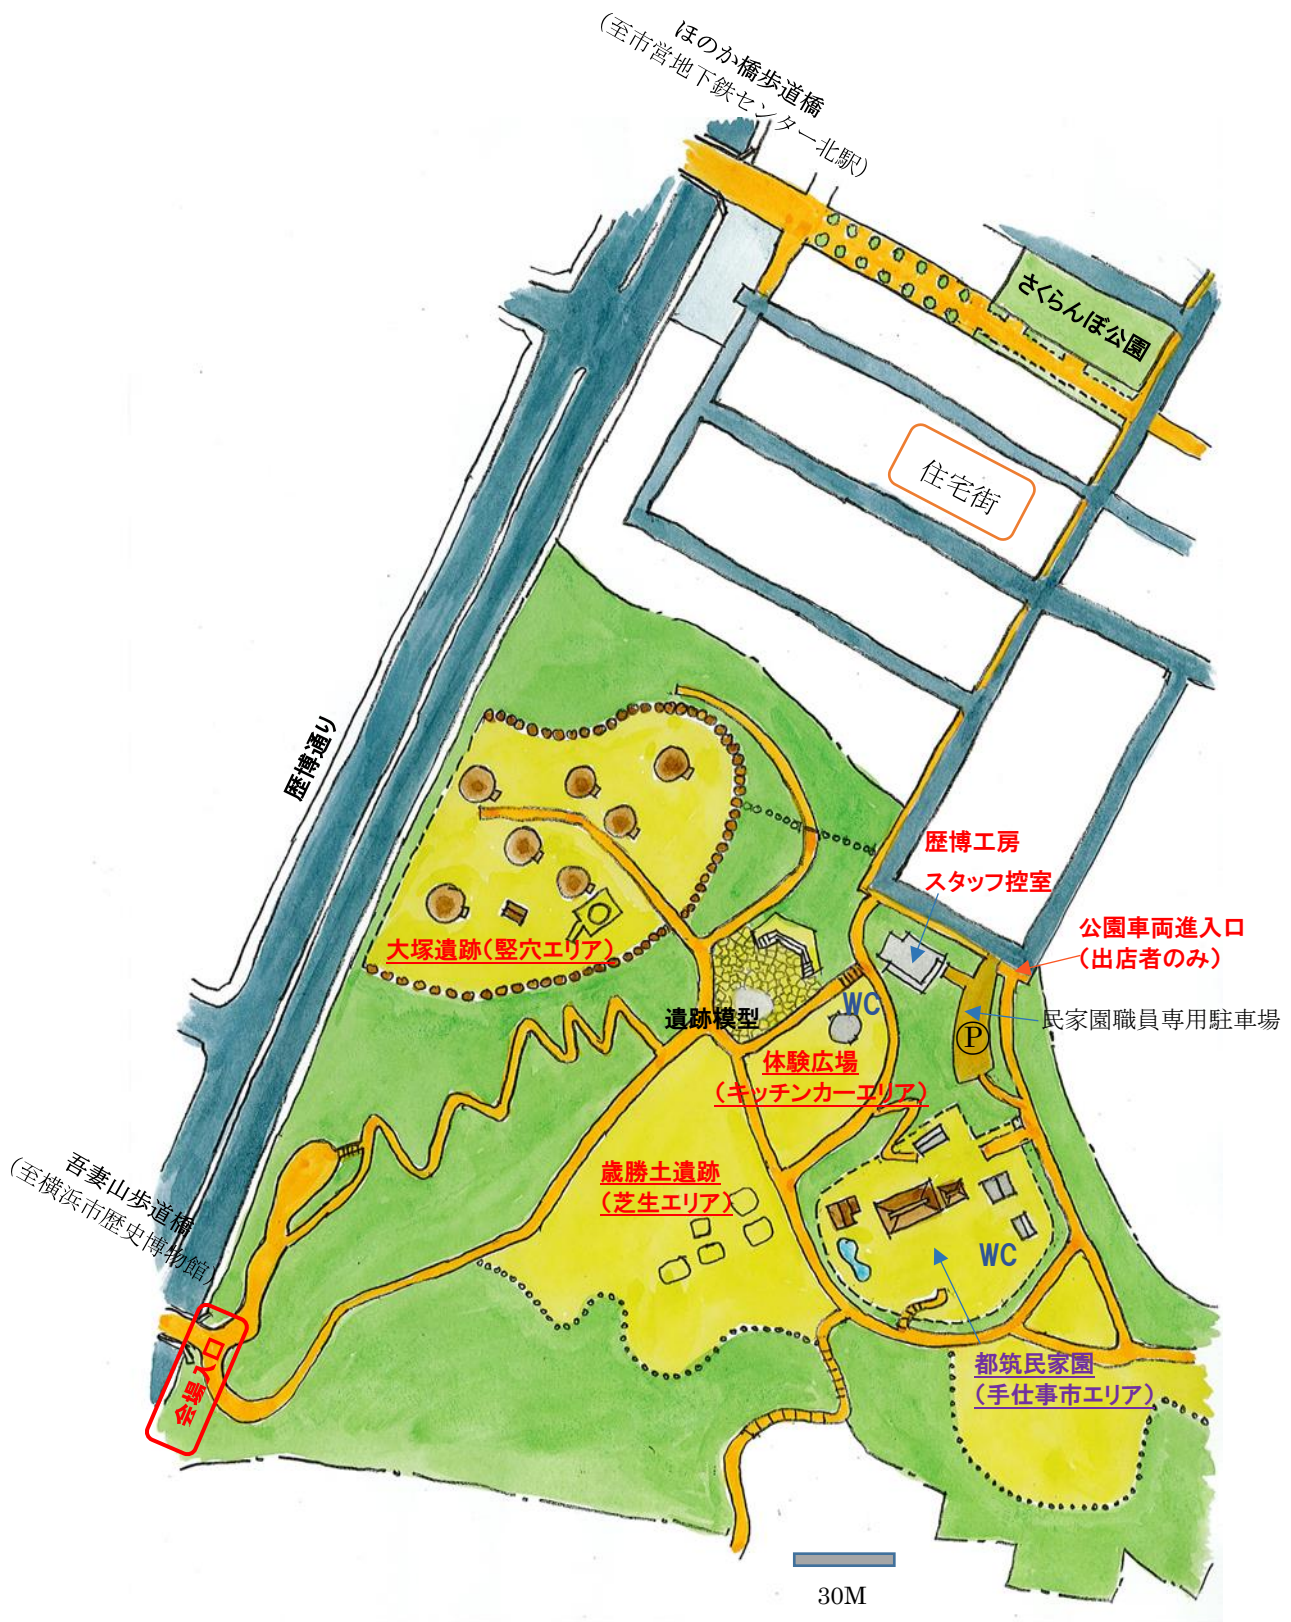 ほのか橋歩道橋
（至市営地下鉄センター北駅）
さくらんぼ公園
住宅街
歴博通り
歴博工房
スタッフ控室
公園車両進入口
（出店者のみ）
大塚遺跡（竪穴エリア）
WC
遺跡模型
民家園職員専用駐車場
P
体験広場
（キッチンカーエリア）
吾妻山歩道橋
（至横浜市歴史博物館）
歳勝土遺跡
（芝生エリア）
WC
会場入口
都筑民家園
（手仕事市エリア）
30M